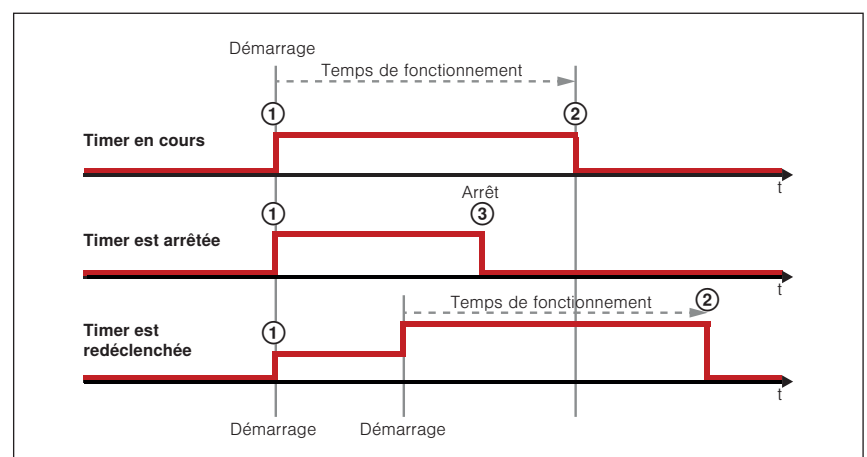 Démarrage
Temps de fonctionnement
1
2
Timer en cours
t
Arrêt
1
3
Timer est arrêtée
t
Temps de fonctionnement
2
Timer est
redéclenchée
1
t
Démarrage
Démarrage